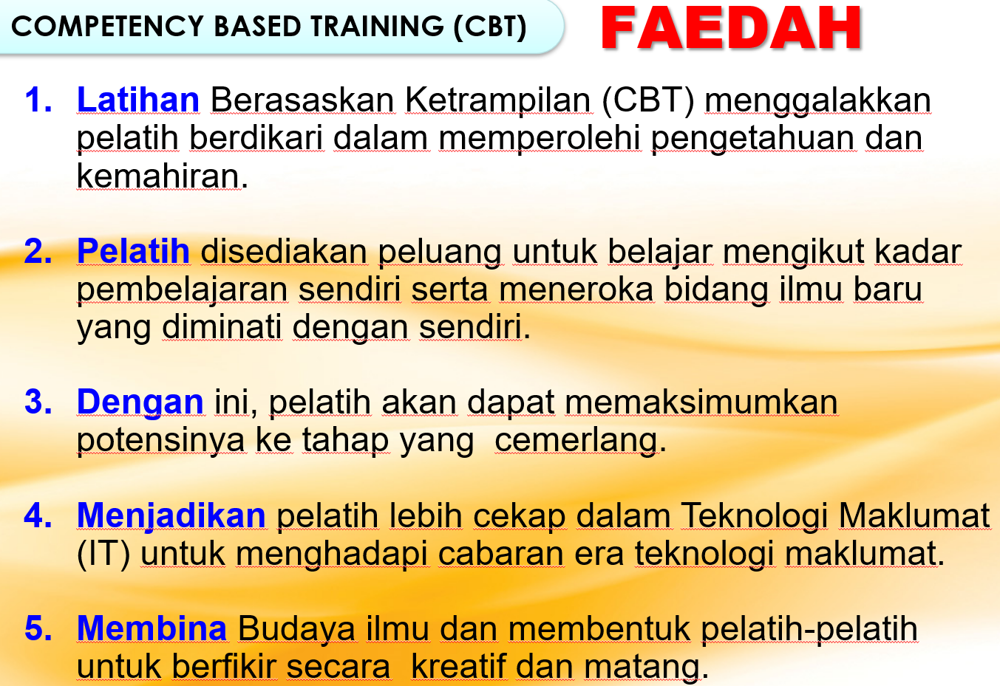 COMPETENCY BASED TRAINING (CBT)
FAEDAH
1. Latihan Berasaskan Ketrampilan (CBT) menggalakkan
pelatih berdikari dalam memperolehi pengetahuan dan
kemahiran.
2. Pelatih disediakan peluang untuk belajar mengikut kadar
pembelajaran sendiri serta meneroka bidang ilmu baru
yang diminati dengan sendiri.
3. Dengan ini, pelatih akan dapat memaksimumkan
potensinya ke tahap yang  cemerlang.
4. Menjadikan pelatih lebih cekap dalam Teknologi Maklumat
(IT) untuk menghadapi cabaran era teknologi maklumat.
5. Membina Budaya ilmu dan membentuk pelatih-pelatih
untuk berfikir secara  kreatif dan matang.